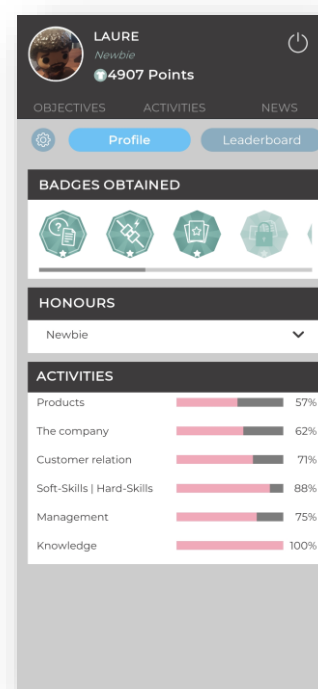 LAURE
Newbie
4907 Points
OBJECTIVES ACTIVITIES NEWS
Profile Leaderboard
BADGES OBTAINED
HONOURS
Newbie
ACTIVITIES
Products 57%
The company 62%
Customer relation 71%
Soft-Skills | Hard-Skills 88%
Management 75%
Knowledge 100%